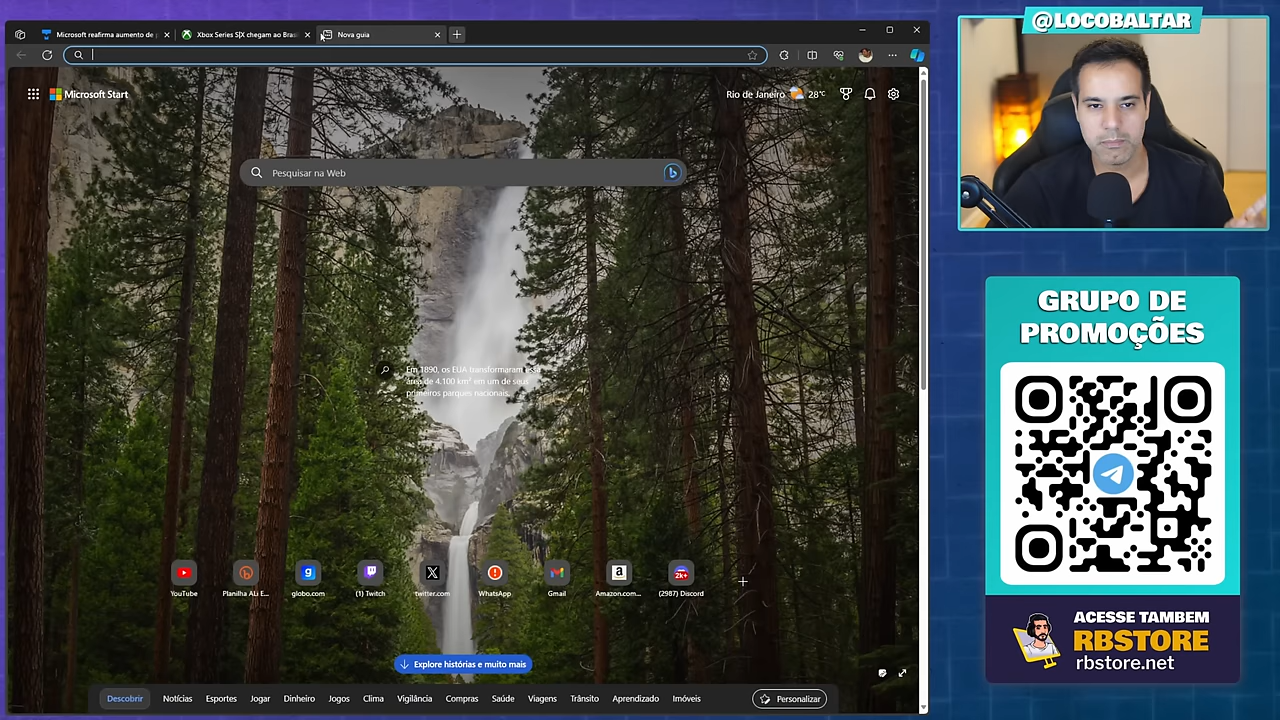 Microsoft reafirma aumento de p
Xbox Series S|X chegam ao Brasi
Nova guia
Microsoft Start
Rio de Janeiro
28°C
Pesquisar na Web
Em 1890, os EUA transformaram essa
área de 4.100 km² em um de seus
primeiros parques nacionais.
YouTube
Planilha ALi E...
globo.com
(1) Twitch
twitter.com
WhatsApp
Gmail
Amazon.com...
2K+
(2987) Discord
Explore histórias e muito mais
Descobrir
Notícias
Esportes
Jogar
Dinheiro
Jogos
Clima
Vigilância
Compras
Saúde
Viagens
Trânsito
Aprendizado
Imóveis
Personalizar
@LOCOBALTAR
GRUPO DE
PROMOÇÕES
ACESSE TAMBEM
RBSTORE
rbstore.net